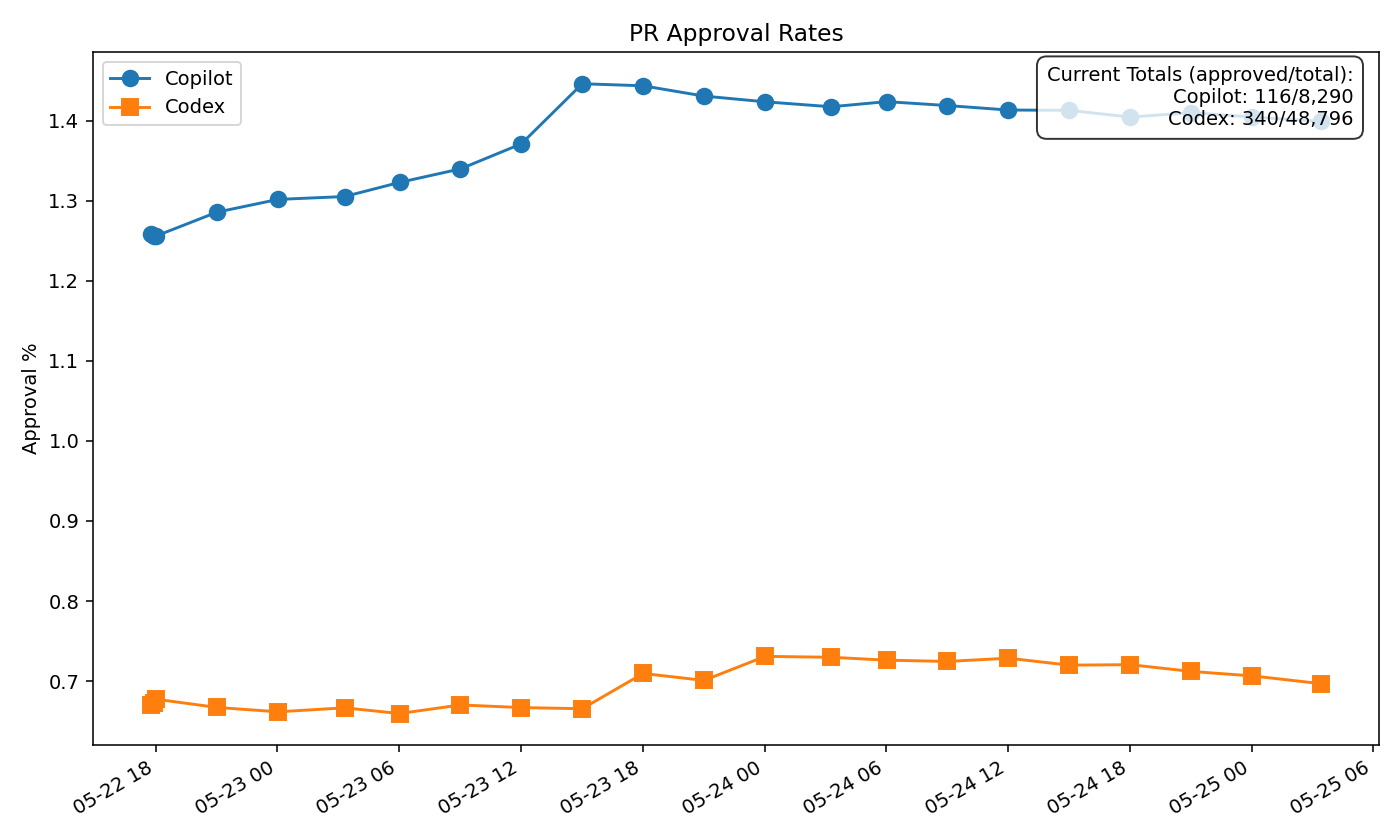 PR Approval Rates
Copilot
Codex
Current Totals (approved/total):
Copilot: 116/8,290
Codex: 340/48,796
Approval %
1.4
1.3
1.2
1.1
1.0
0.9
0.8
0.7
05-22 18
05-23 00
05-23 06
05-23 12
05-23 18
05-24 00
05-24 06
05-24 12
05-24 18
05-25 00
05-25 06